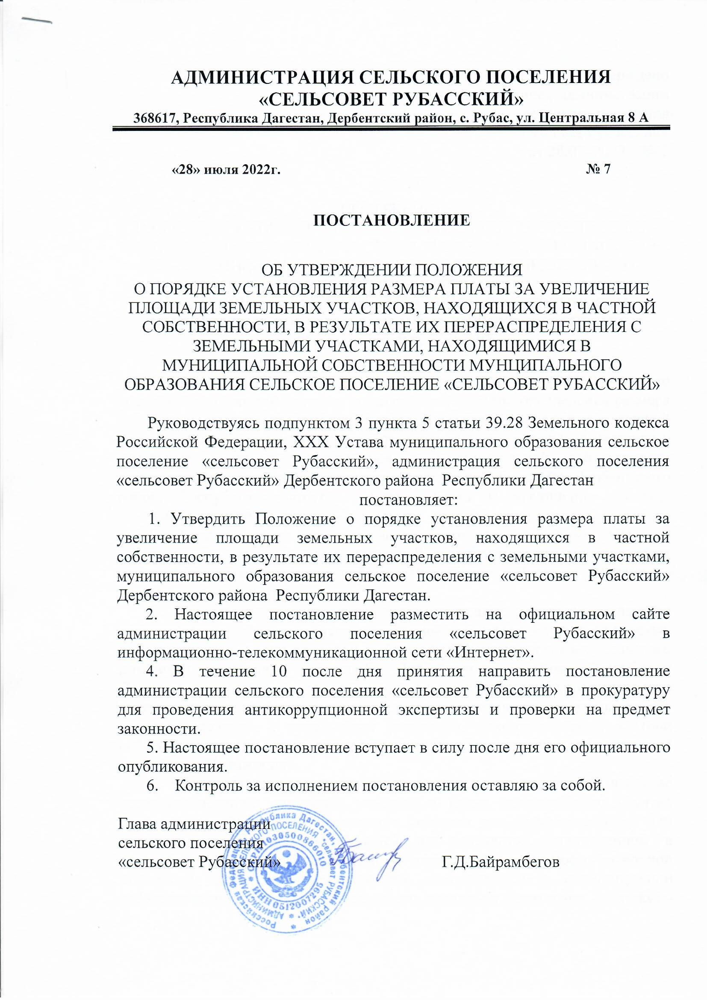 АДМИНИСТРАЦИЯ СЕЛЬСКОГО ПОСЕЛЕНИЯ
«СЕЛЬСОВЕТ РУБАССКИЙ»
368617, Республика Дагестан, Дербентский район, с. Рубас, ул. Центральная 8 А
«28» июля 2022г. № 7
ПОСТАНОВЛЕНИЕ
ОБ УТВЕРЖДЕНИИ ПОЛОЖЕНИЯ
О ПОРЯДКЕ УСТАНОВЛЕНИЯ РАЗМЕРА ПЛАТЫ ЗА УВЕЛИЧЕНИЕ
ПЛОЩАДИ ЗЕМЕЛЬНЫХ УЧАСТКОВ, НАХОДЯЩИХСЯ В ЧАСТНОЙ
СОБСТВЕННОСТИ, В РЕЗУЛЬТАТЕ ИХ ПЕРЕРАСПРЕДЕЛЕНИЯ С
ЗЕМЕЛЬНЫМИ УЧАСТКАМИ, НАХОДЯЩИМИСЯ В
МУНИЦИПАЛЬНОЙ СОБСТВЕННОСТИ МУНЦИПАЛЬНОГО
ОБРАЗОВАНИЯ СЕЛЬСКОЕ ПОСЕЛЕНИЕ «СЕЛЬСОВЕТ РУБАССКИЙ»
Руководствуясь подпунктом 3 пункта 5 статьи 39.28 Земельного кодекса
Российской Федерации, XXX Устава муниципального образования сельское
поселение «сельсовет Рубасский», администрация сельского поселения
«сельсовет Рубасский» Дербентского района Республики Дагестан
постановляет:
1. Утвердить Положение о порядке установления размера платы за
увеличение площади земельных участков, находящихся в частной
собственности, в результате их перераспределения с земельными участками,
муниципального образования сельское поселение «сельсовет Рубасский»
Дербентского района Республики Дагестан.
2. Настоящее постановление разместить на официальном сайте
администрации сельского поселения «сельсовет Рубасский» в
информационно-телекоммуникационной сети «Интернет».
4. В течение 10 после дня принятия направить постановление
администрации сельского поселения «сельсовет Рубасский» в прокуратуру
для проведения антикоррупционной экспертизы и проверки на предмет
законности.
5. Настоящее постановление вступает в силу после дня его официального
опубликования.
6. Контроль за исполнением постановления оставляю за собой.
Глава администрации
сельского поселения
«сельсовет Рубасский» Г.Д.Байрамбегов
Российская Федерация, Республика Дагестан, Дербентский район *
АДМИНИСТРАЦИЯ СЕЛЬСКОГО ПОСЕЛЕНИЯ "сельсовет РУБАССКИЙ" *
ОГРН 1030500866010
* ИНН 0512007295